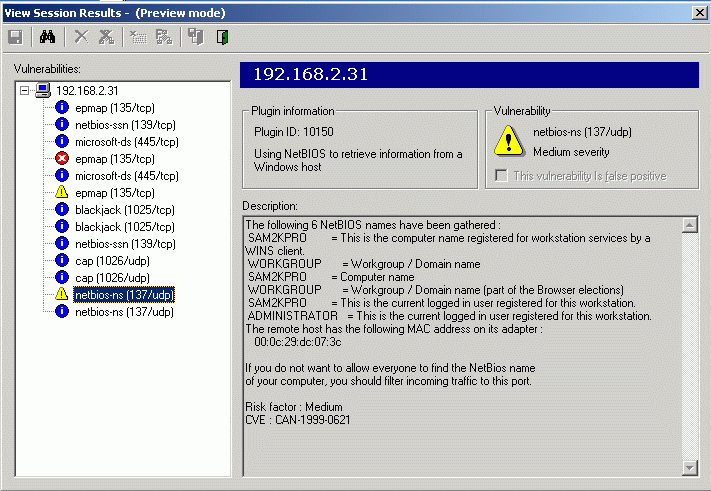 View Session Results - (Preview mode)
Vulnerabilities:
192.168.2.31
epmap (135/tcp)
netbios-ssn (139/tcp)
microsoft-ds (445/tcp)
epmap (135/tcp)
microsoft-ds (445/tcp)
epmap (135/tcp)
blackjack (1025/tcp)
blackjack (1025/tcp)
netbios-ssn (139/tcp)
cap (1026/udp)
cap (1026/udp)
netbios-ns (137/udp)
netbios-ns (137/udp)
192.168.2.31
Plugin information
Plugin ID: 10150
Using NetBIOS to retrieve information from a
Windows host
Vulnerability
netbios-ns (137/udp)
Medium severity
This vulnerability Is false positive
Description:
The following 6 NetBIOS names have been gathered :
SAM2KPRO = This is the computer name registered for workstation services by a
WINS client.
WORKGROUP = Workgroup / Domain name
SAM2KPRO = Computer name
WORKGROUP = Workgroup / Domain name (part of the Browser elections)
SAM2KPRO = This is the current logged in user registered for this workstation.
ADMINISTRATOR = This is the current logged in user registered for this workstation.
The remote host has the following MAC address on its adapter :
00:0c:29:dc:07:3c
If you do not want to allow everyone to find the NetBios name
of your computer, you should filter incoming traffic to this port.
Risk factor : Medium
CVE : CAN-1999-0621